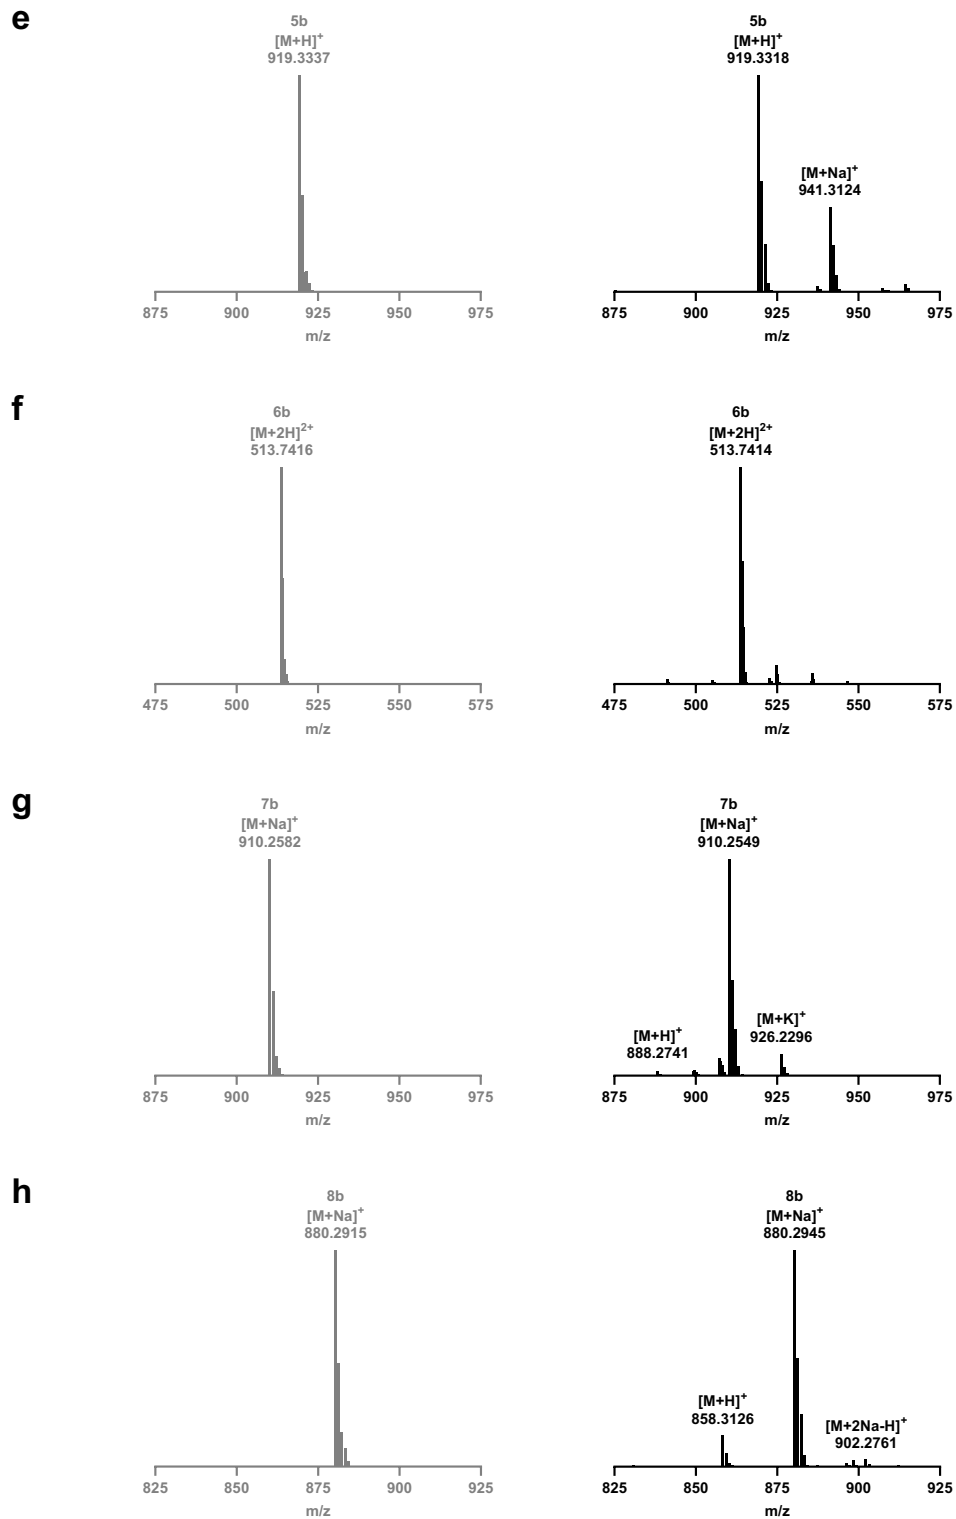 e
5b
[M+H]+
919.3337
875 900 925 950 975
m/z
5b
[M+H]+
919.3318
[M+Na]+
941.3124
875 900 925 950 975
m/z
f
6b
[M+2H]2+
513.7416
475 500 525 550 575
m/z
6b
[M+2H]2+
513.7414
475 500 525 550 575
m/z
g
7b
[M+Na]+
910.2582
875 900 925 950 975
m/z
7b
[M+Na]+
910.2549
[M+H]+
888.2741
[M+K]+
926.2296
875 900 925 950 975
m/z
h
8b
[M+Na]+
880.2915
825 850 875 900 925
m/z
8b
[M+Na]+
880.2945
[M+H]+
858.3126
[M+2Na-H]+
902.2761
825 850 875 900 925
m/z